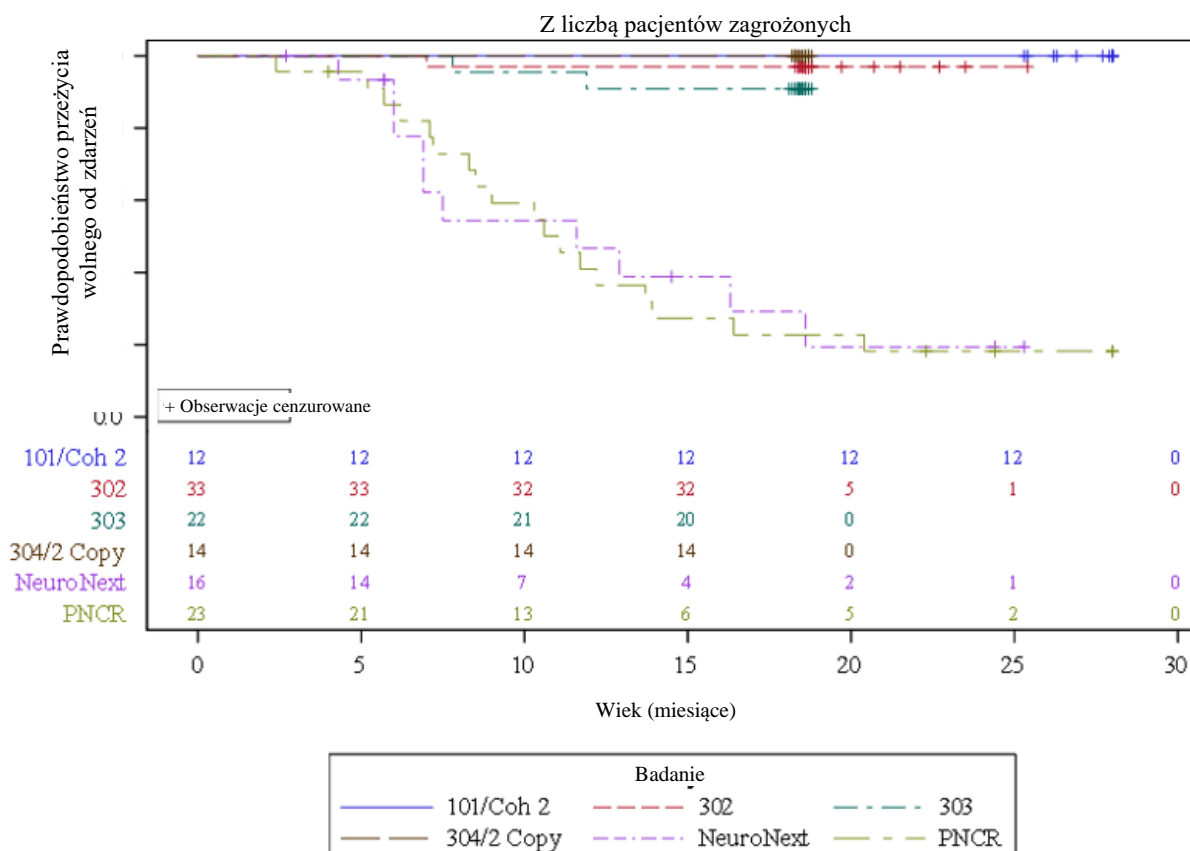 Z liczbą pacjentów zagrożonych
Prawdopodobieństwo przeżycia
wolnego od zdarzeń
+ Obserwacje cenzurowane
0.0
101/Coh 2 12 12 12 12 12 12 0
302 33 33 32 32 5 1 0
303 22 22 21 20 0
304/2 Copy 14 14 14 14 0
NeuroNext 16 14 7 4 2 1 0
PNCR 23 21 13 6 5 2 0
0 5 10 15 20 25 30
Wiek (miesiące)
Badanie
101/Coh 2 302 303
304/2 Copy NeuroNext PNCR